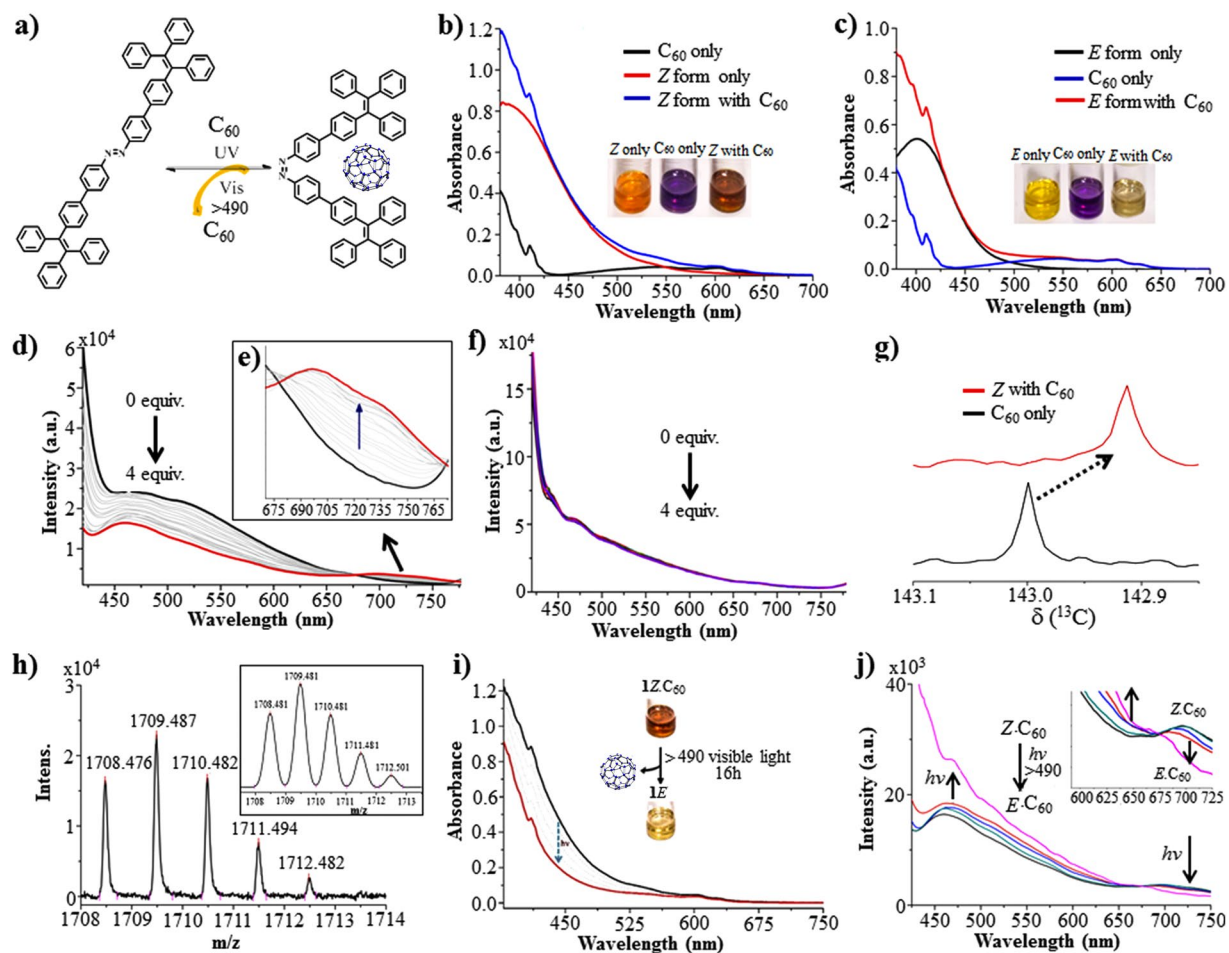 a)
C60
UV
Vis
>490
C60
N=N
N=N
b)
1.2
1.0
0.8
0.6
0.4
0.2
0.0
Absorbance
C60 only
Z form only
Z form with C60
Z only C60 only Z with C60
400 450 500 550 600 650 700
Wavelength (nm)
c)
1.0
0.8
0.6
0.4
0.2
0.0
Absorbance
E form only
C60 only
E form with C60
E only C60 only E with C60
400 450 500 550 600 650 700
Wavelength (nm)
d)
x10^4
6
5
4
3
2
1
Intensity (a.u.)
0 equiv.
4 equiv.
450 500 550 600 650 700 750
Wavelength (nm)
e)
675 690 705 720 735 750 765
f)
x10^4
15
10
5
0
Intensity (a.u.)
0 equiv.
4 equiv.
450 500 550 600 650 700 750
Wavelength (nm)
g)
Z with C60
C60 only
143.1 143.0 142.9
δ (13C)
h)
x10^4
3
2
1
0
Intens.
1708.476
1709.487
1710.482
1711.494
1712.482
1708 1709 1710 1711 1712 1713 1714
m/z
1708.481
1709.481
1710.481
1711.481
1712.501
1708 1709 1710 1711 1712 1713
m/z
i)
1.2
1.0
0.8
0.6
0.4
0.2
0.0
Absorbance
1Z.C60
> 490 visible light
16h
1E
hv
450 500 550 600 650 700 750
Wavelength (nm)
j)
x10^3
40
20
0
Intensity (a.u.)
hv
Z.C60
hv
>490
E.C60
hv
Z.C60
E.C60
600 625 650 675 700 725
450 500 550 600 650 700 750
Wavelength (nm)